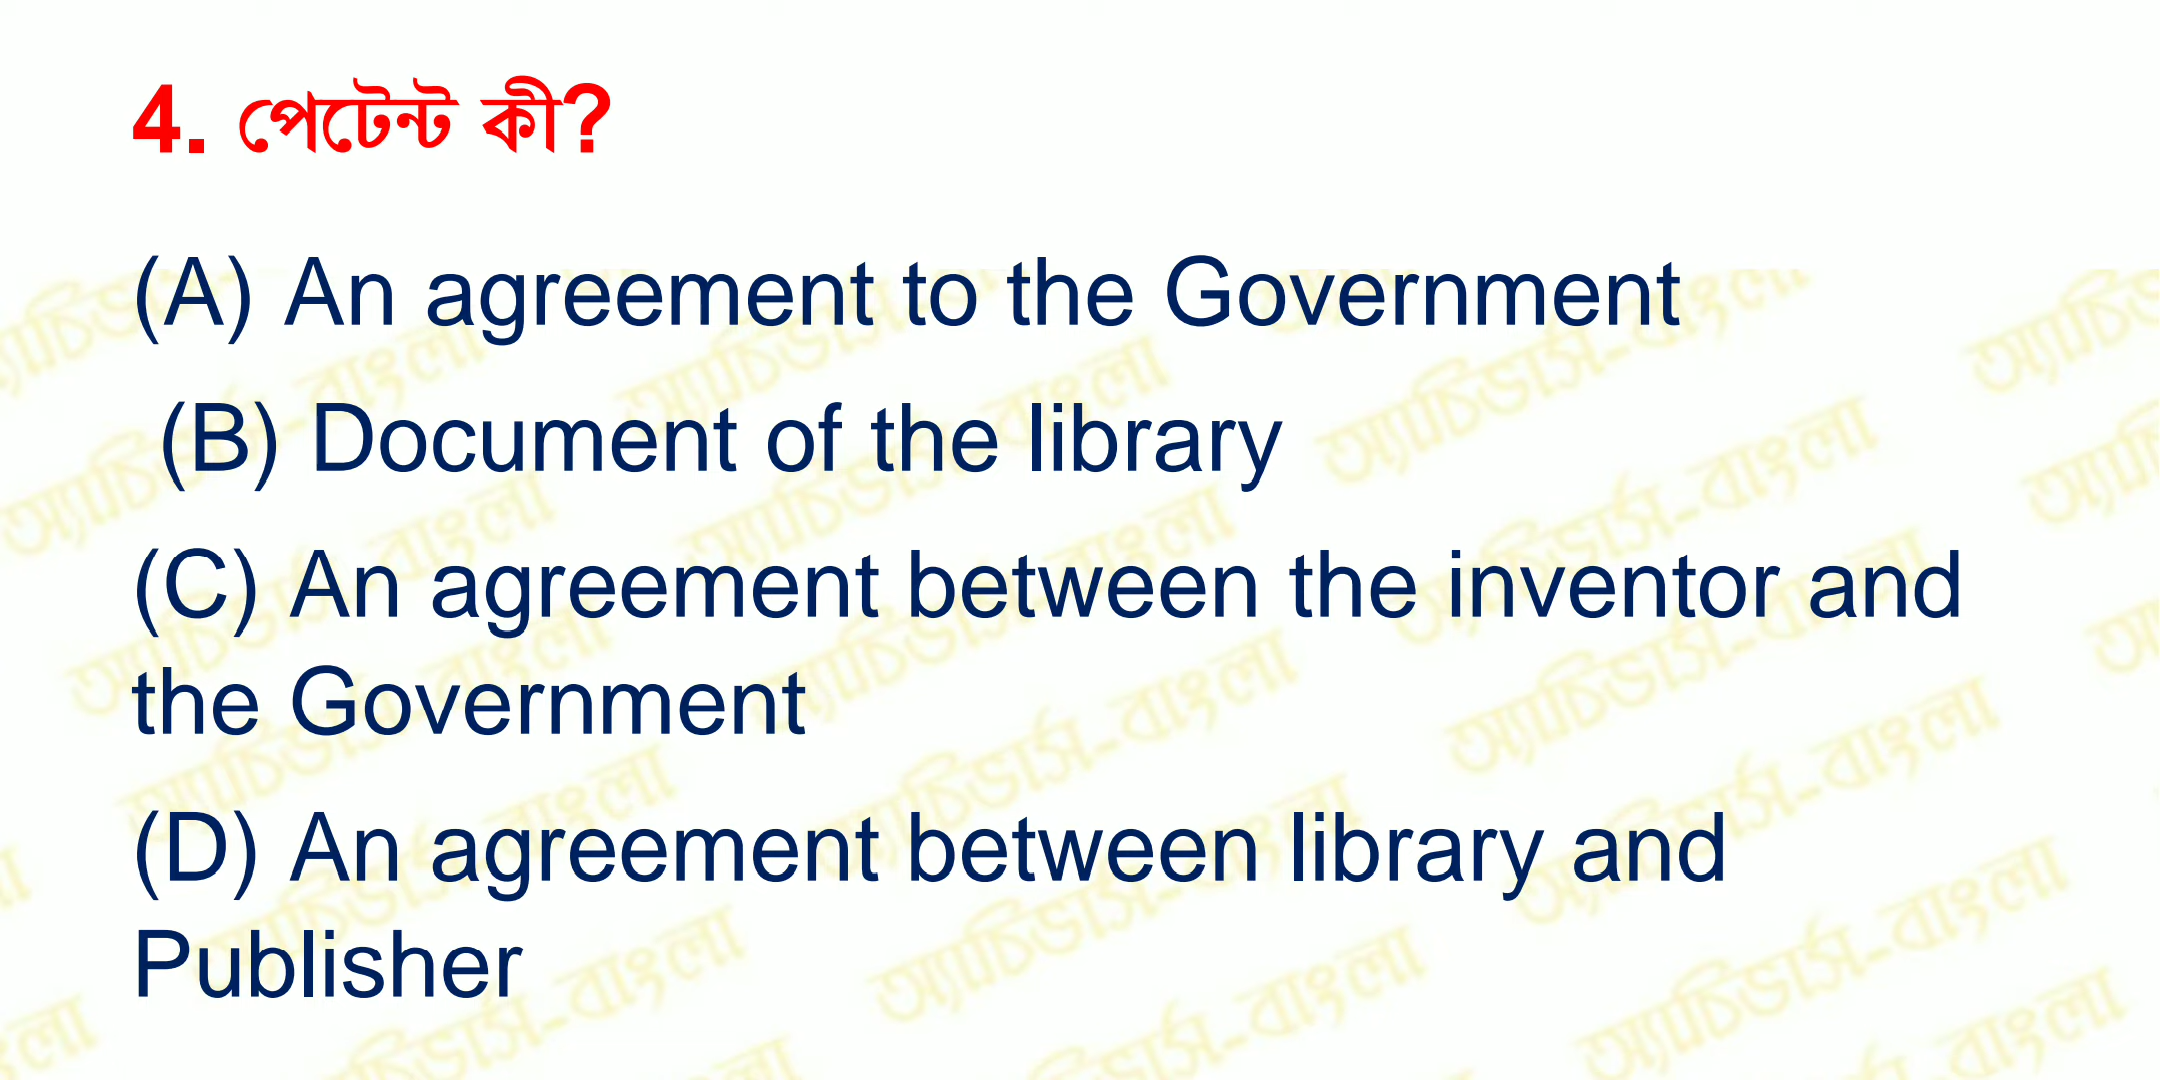 4. পেটেন্ট কী?
(A) An agreement to the Government
(B) Document of the library
(C) An agreement between the inventor and
the Government
(D) An agreement between library and
Publisher